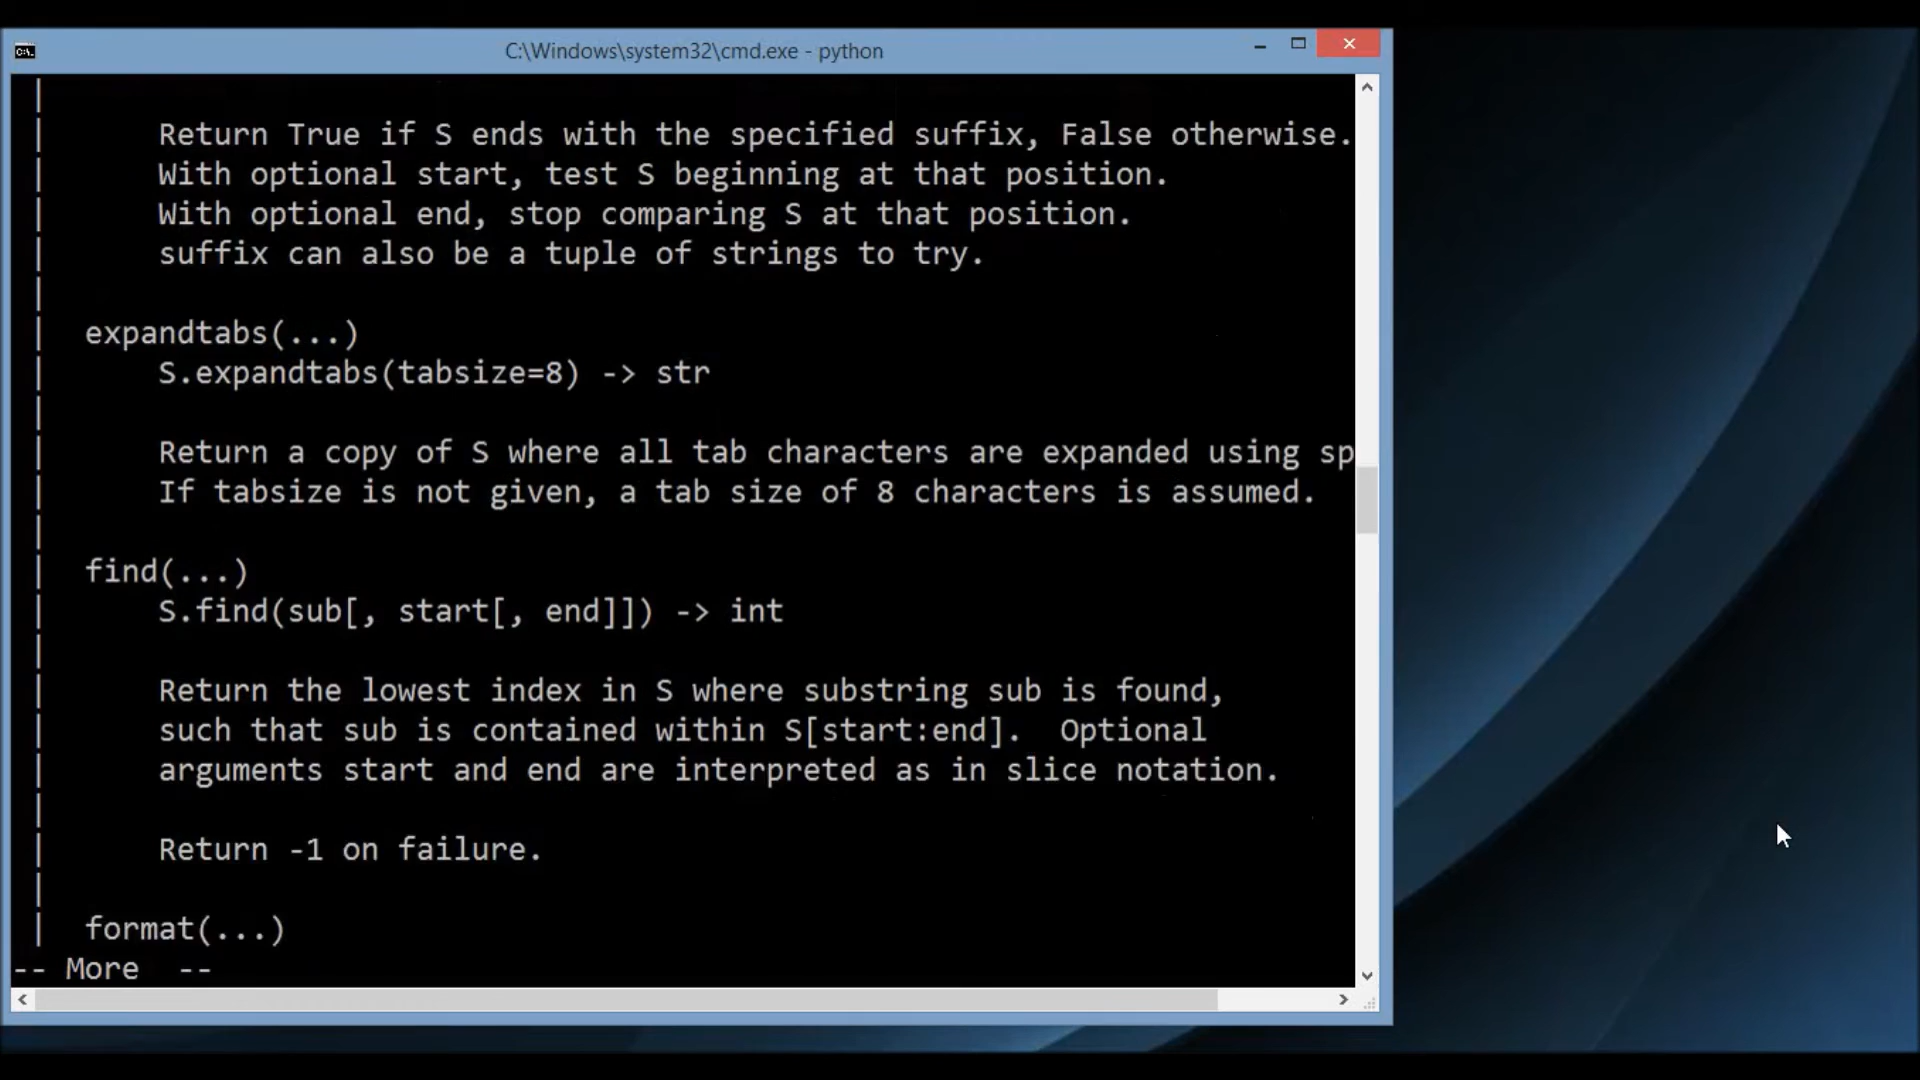 C:\Windows\system32\cmd.exe - python
|
|       Return True if S ends with the specified suffix, False otherwise.
|       With optional start, test S beginning at that position.
|       With optional end, stop comparing S at that position.
|       suffix can also be a tuple of strings to try.
|
|   expandtabs(...)
|       S.expandtabs(tabsize=8) -> str
|
|       Return a copy of S where all tab characters are expanded using sp
|       If tabsize is not given, a tab size of 8 characters is assumed.
|
|   find(...)
|       S.find(sub[, start[, end]]) -> int
|
|       Return the lowest index in S where substring sub is found,
|       such that sub is contained within S[start:end].  Optional
|       arguments start and end are interpreted as in slice notation.
|
|       Return -1 on failure.
|
|   format(...)
-- More  --